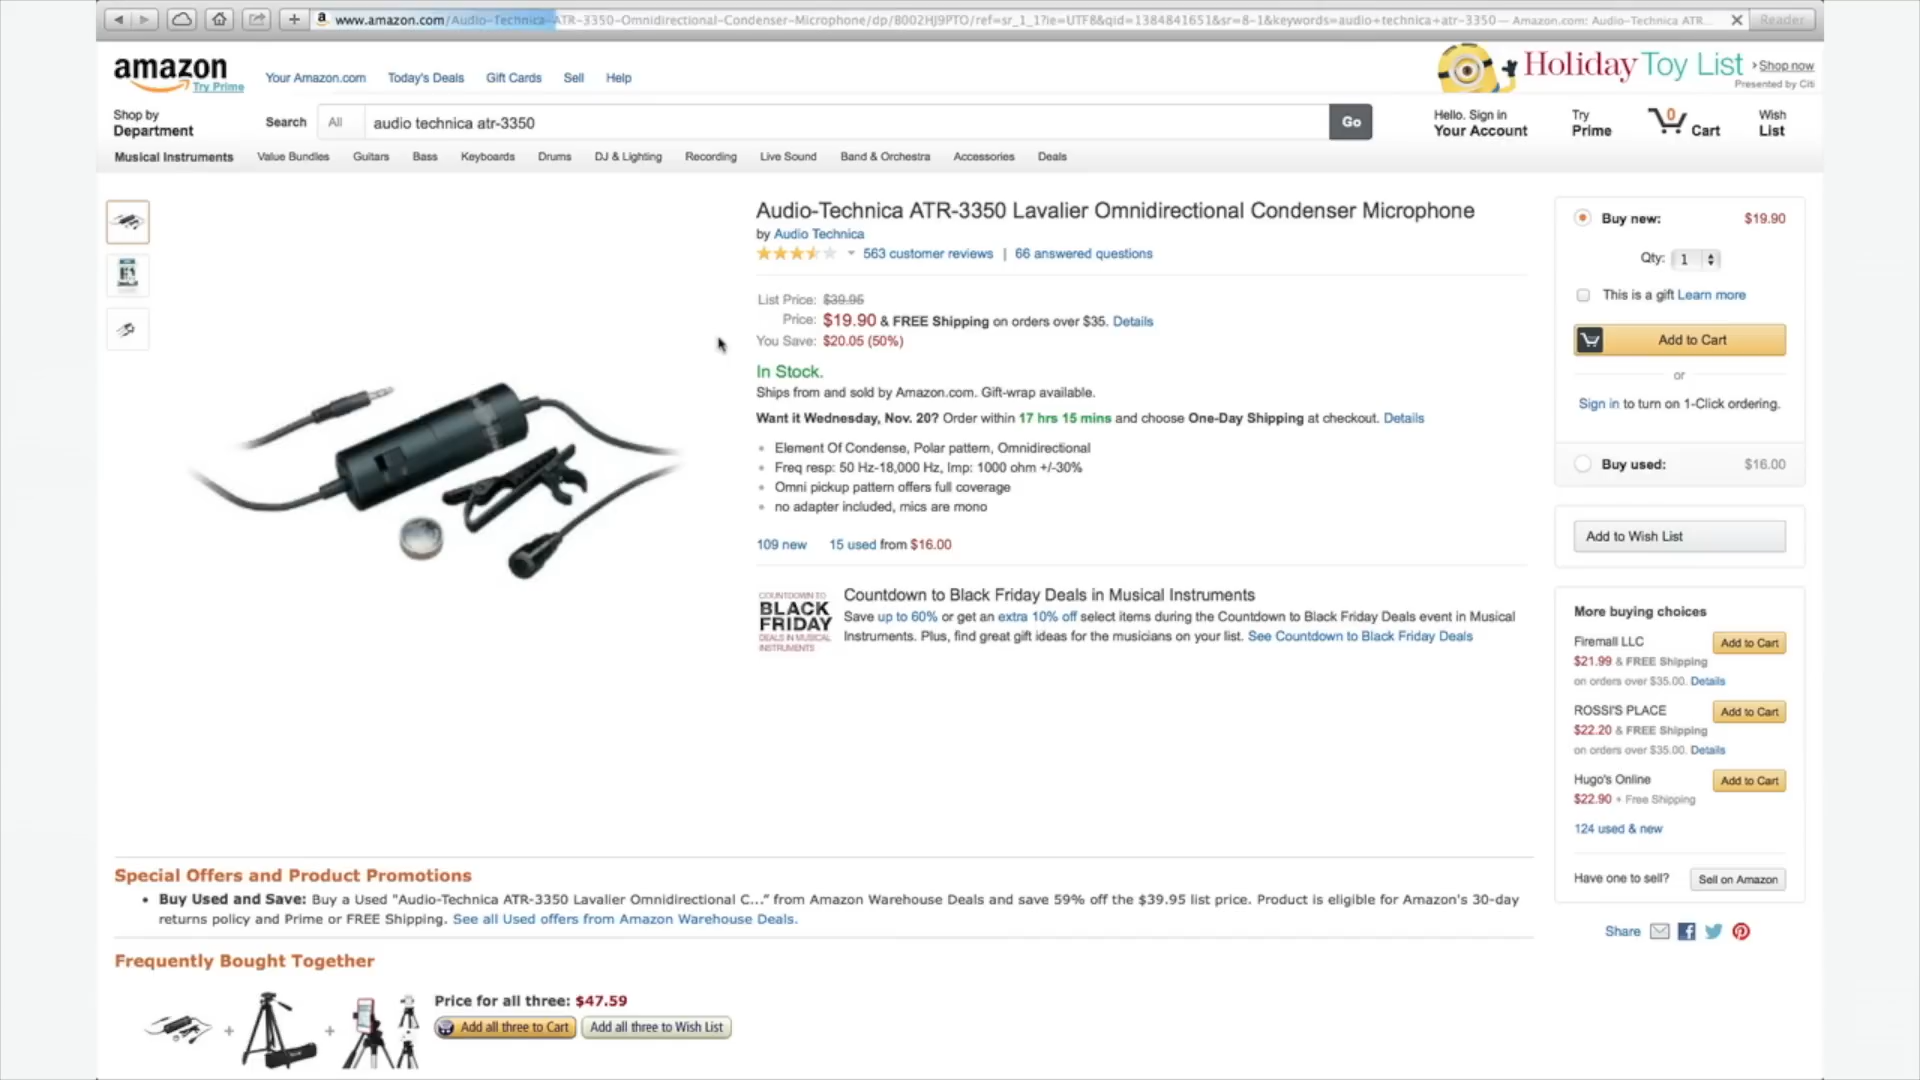 www.amazon.com/Audio-Technica-ATR-3350-Omnidirectional-Condenser-Microphone/dp/B002HJ9PTO/ref=sr_1_1?ie=UTF8&qid=1384841651&sr=8-1&keywords=audio+technica+atr-3350 — Amazon.com: Audio-Technica ATR...
Reader
amazon
Try Prime
Your Amazon.com
Today's Deals
Gift Cards
Sell
Help
Holiday Toy List
Shop now
Presented by Citi
Shop by
Department
Search
All
audio technica atr-3350
Go
Hello. Sign in
Your Account
Try
Prime
0
Cart
Wish
List
Musical Instruments
Value Bundles
Guitars
Bass
Keyboards
Drums
DJ & Lighting
Recording
Live Sound
Band & Orchestra
Accessories
Deals
Audio-Technica ATR-3350 Lavalier Omnidirectional Condenser Microphone
by Audio Technica
563 customer reviews | 66 answered questions
List Price: $39.95
Price: $19.90 & FREE Shipping on orders over $35. Details
You Save: $20.05 (50%)
In Stock.
Ships from and sold by Amazon.com. Gift-wrap available.
Want it Wednesday, Nov. 20? Order within 17 hrs 15 mins and choose One-Day Shipping at checkout. Details
Element Of Condense, Polar pattern, Omnidirectional
Freq resp: 50 Hz-18,000 Hz, Imp: 1000 ohm +/-30%
Omni pickup pattern offers full coverage
no adapter included, mics are mono
109 new
15 used from $16.00
COUNTDOWN TO
BLACK
FRIDAY
DEALS IN MUSICAL
INSTRUMENTS
Countdown to Black Friday Deals in Musical Instruments
Save up to 60% or get an extra 10% off select items during the Countdown to Black Friday Deals event in Musical
Instruments. Plus, find great gift ideas for the musicians on your list. See Countdown to Black Friday Deals
Buy new:
$19.90
Qty: 1
This is a gift Learn more
Add to Cart
or
Sign in to turn on 1-Click ordering.
Buy used:
$16.00
Add to Wish List
More buying choices
Firemall LLC
Add to Cart
$21.99 & FREE Shipping
on orders over $35.00. Details
ROSSI'S PLACE
Add to Cart
$22.20 & FREE Shipping
on orders over $35.00. Details
Hugo's Online
Add to Cart
$22.90 + Free Shipping
124 used & new
Have one to sell?
Sell on Amazon
Share
Special Offers and Product Promotions
Buy Used and Save: Buy a Used "Audio-Technica ATR-3350 Lavalier Omnidirectional C..." from Amazon Warehouse Deals and save 59% off the $39.95 list price. Product is eligible for Amazon's 30-day
returns policy and Prime or FREE Shipping. See all Used offers from Amazon Warehouse Deals.
Frequently Bought Together
Price for all three: $47.59
Add all three to Cart
Add all three to Wish List